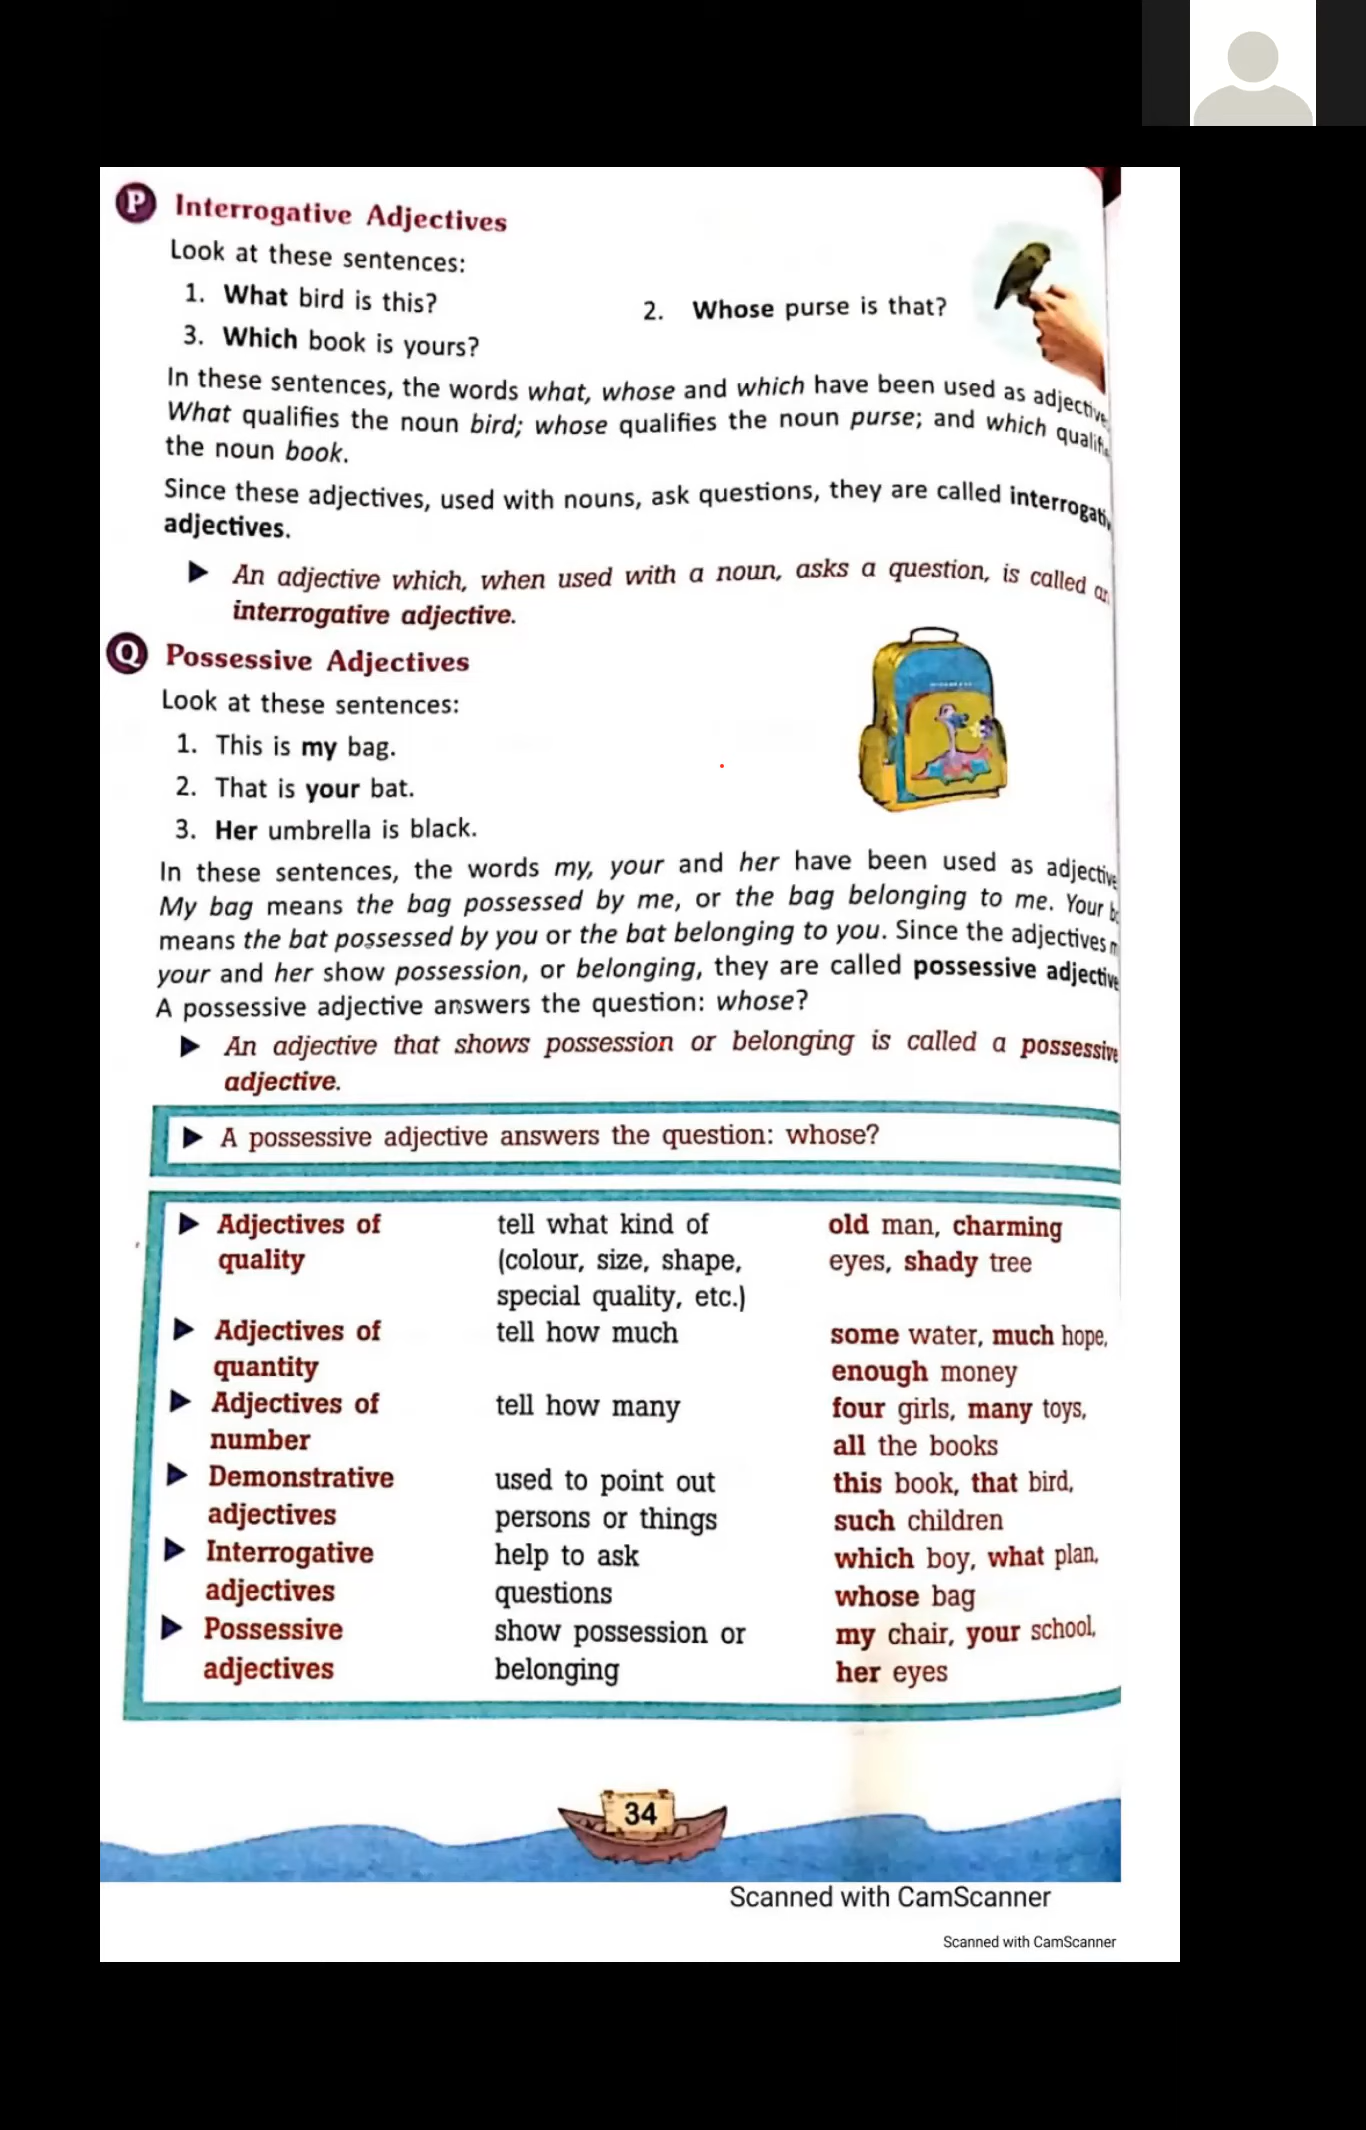 P Interrogative Adjectives
Look at these sentences:
1. What bird is this?
2. Whose purse is that?
3. Which book is yours?
In these sentences, the words what, whose and which have been used as
What qualifies the noun bird; whose qualifies the noun purse; and which
the noun book.
Since these adjectives, used with nouns, ask questions, they are called
adjectives.
An adjective which, when used with a noun, asks a question, is called
interrogative adjective.
Q Possessive Adjectives
Look at these sentences:
1. This is my bag.
2. That is your bat.
3. Her umbrella is black.
In these sentences, the words my, your and her have been used as
My bag means the bag possessed by me, or the bag belonging to me. Your
means the bat possessed by you or the bat belonging to you. Since the adjectives
your and her show possession, or belonging, they are called possessive
A possessive adjective answers the question: whose?
An adjective that shows possession or belonging is called a possessive
adjective.
A possessive adjective answers the question: whose?
Adjectives of tell what kind of old man, charming
quality (colour, size, shape, eyes, shady tree
special quality, etc.)
Adjectives of tell how much some water, much hope,
quantity enough money
Adjectives of tell how many four girls, many toys,
number all the books
Demonstrative used to point out this book, that bird,
adjectives persons or things such children
Interrogative help to ask which boy, what plan,
adjectives questions whose bag
Possessive show possession or my chair, your school,
adjectives belonging her eyes
34
Scanned with CamScanner
Scanned with CamScanner